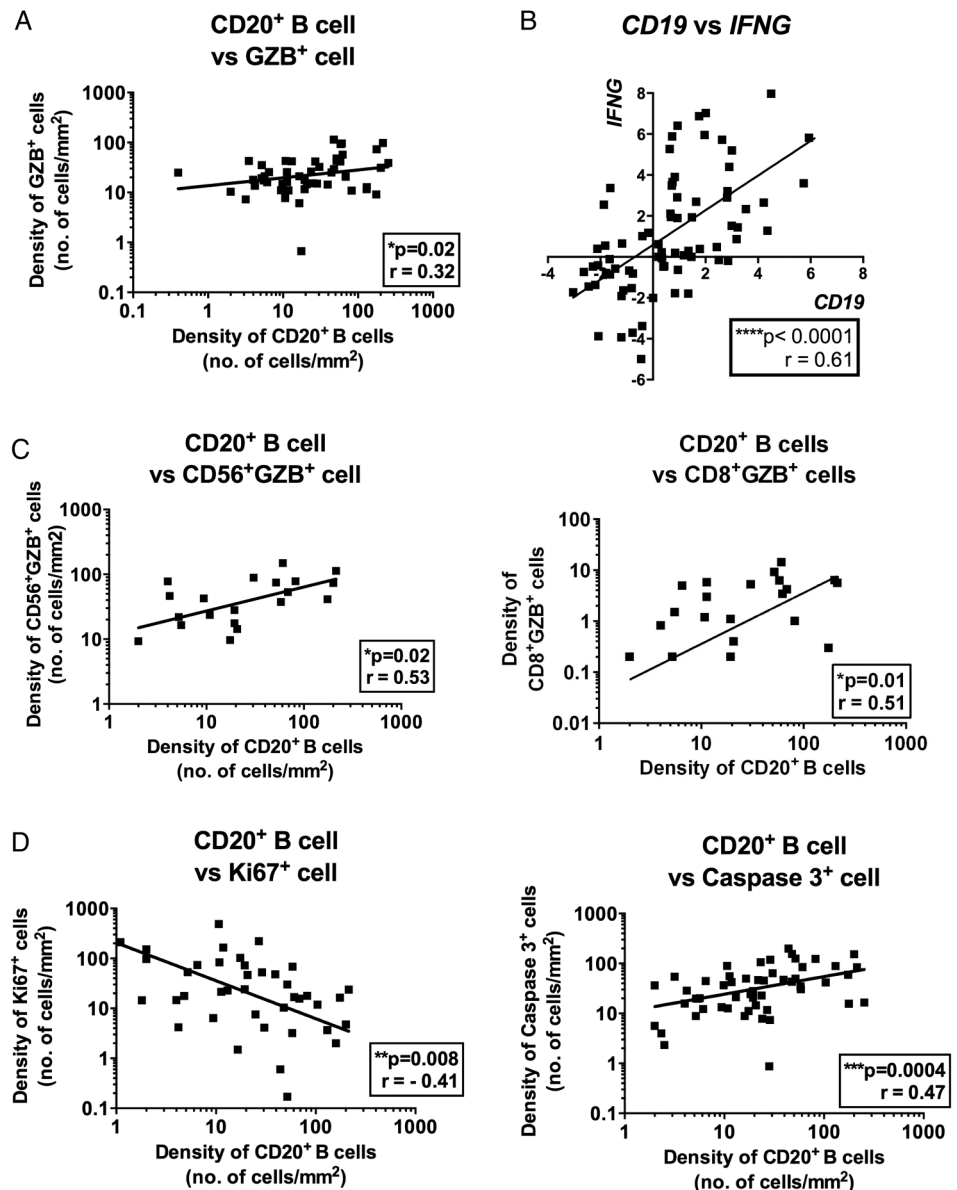 A
CD20⁺ B cell
vs GZB⁺ cell
Density of GZB⁺ cells
(no. of cells/mm²)
1000
100
10
1
0.1
0.1 1 10 100 1000
*p=0.02
r = 0.32
Density of CD20⁺ B cells
(no. of cells/mm²)
B
CD19 vs IFNG
IFNG
8
6
4
2
-4 -2 2 4 6 8
-2
-4
-6
CD19
****p< 0.0001
r = 0.61
C
CD20⁺ B cell
vs CD56⁺GZB⁺ cell
Density of CD56⁺GZB⁺ cells
(no. of cells/mm2)
1000
100
10
1
1 10 100 1000
*p=0.02
r = 0.53
Density of CD20⁺ B cells
(no. of cells/mm²)
CD20⁺ B cells
vs CD8⁺GZB⁺ cells
Density of
CD8⁺GZB⁺ cells
100
10
1
0.1
0.01
1 10 100 1000
*p=0.01
r = 0.51
Density of CD20⁺ B cells
D
CD20⁺ B cell
vs Ki67⁺ cell
Density of Ki67⁺ cells
(no. of cells/mm²)
1000
100
10
1
0.1
1 10 100 1000
**p=0.008
r = - 0.41
Density of CD20⁺ B cells
(no. of cells/mm²)
CD20⁺ B cell
vs Caspase 3⁺ cell
Density of Caspase 3⁺ cells
(no. of cells/mm²)
1000
100
10
1
0.1
1 10 100 1000
***p=0.0004
r = 0.47
Density of CD20⁺ B cells
(no. of cells/mm²)